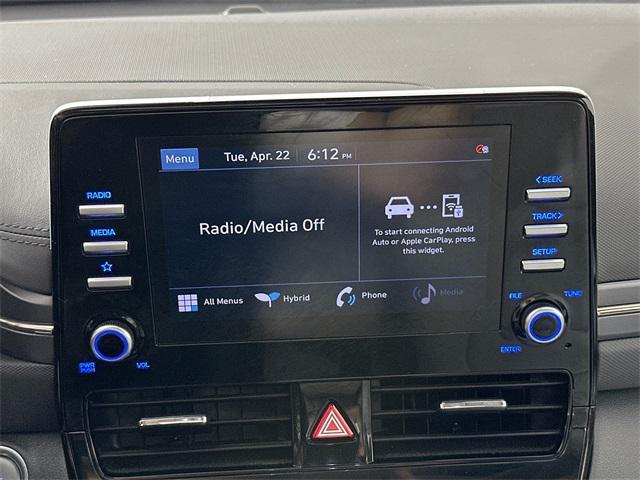 Menu
Tue, Apr. 22
6:12 PM
RADIO
MEDIA
PWR
PUSH
VOL
Radio/Media Off
To start connecting Android
Auto or Apple CarPlay, press
this widget.
All Menus
Hybrid
Phone
Media
< SEEK
TRACK >
SETUP
FILE
TUNE
ENTER